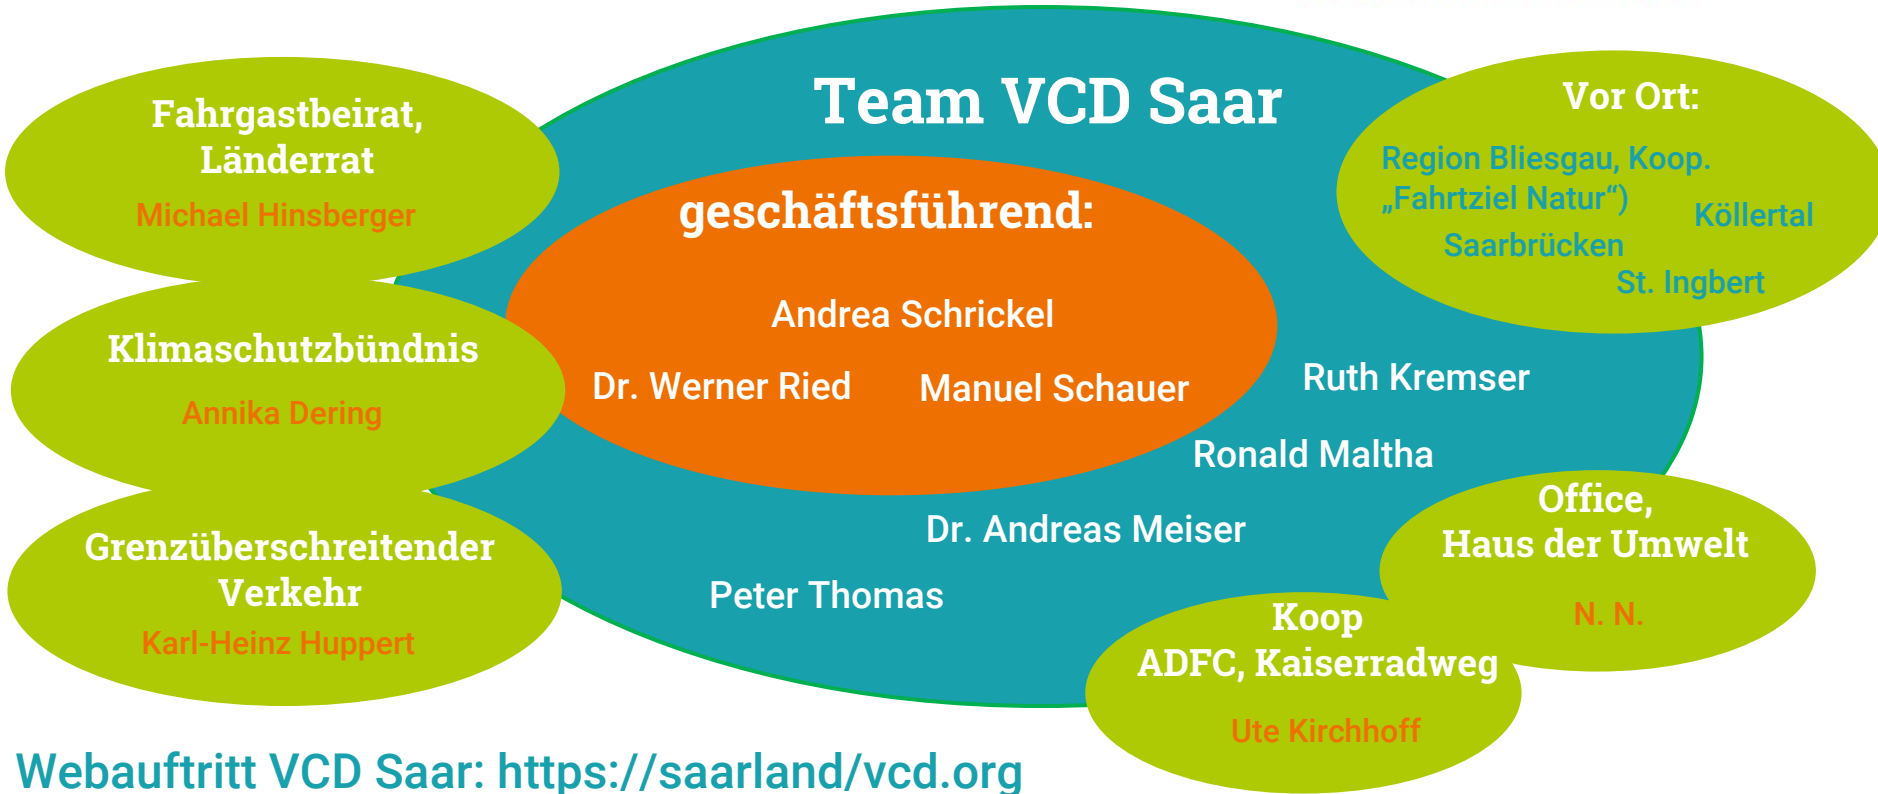 Team VCD Saar
Fahrgastbeirat,
Länderrat
Michael Hinsberger
Klimaschutzbündnis
Annika Dering
Grenzüberschreitender
Verkehr
Karl-Heinz Huppert
geschäftsführend:
Andrea Schrickel
Dr. Werner Ried
Manuel Schauer
Ruth Kremser
Ronald Maltha
Dr. Andreas Meiser
Peter Thomas
Vor Ort:
Region Bliesgau, Koop.
„Fahrtziel Natur“)
Köllertal
Saarbrücken
St. Ingbert
Office,
Haus der Umwelt
N. N.
Koop
ADFC, Kaiserradweg
Ute Kirchhoff
Webauftritt VCD Saar: https://saarland/vcd.org